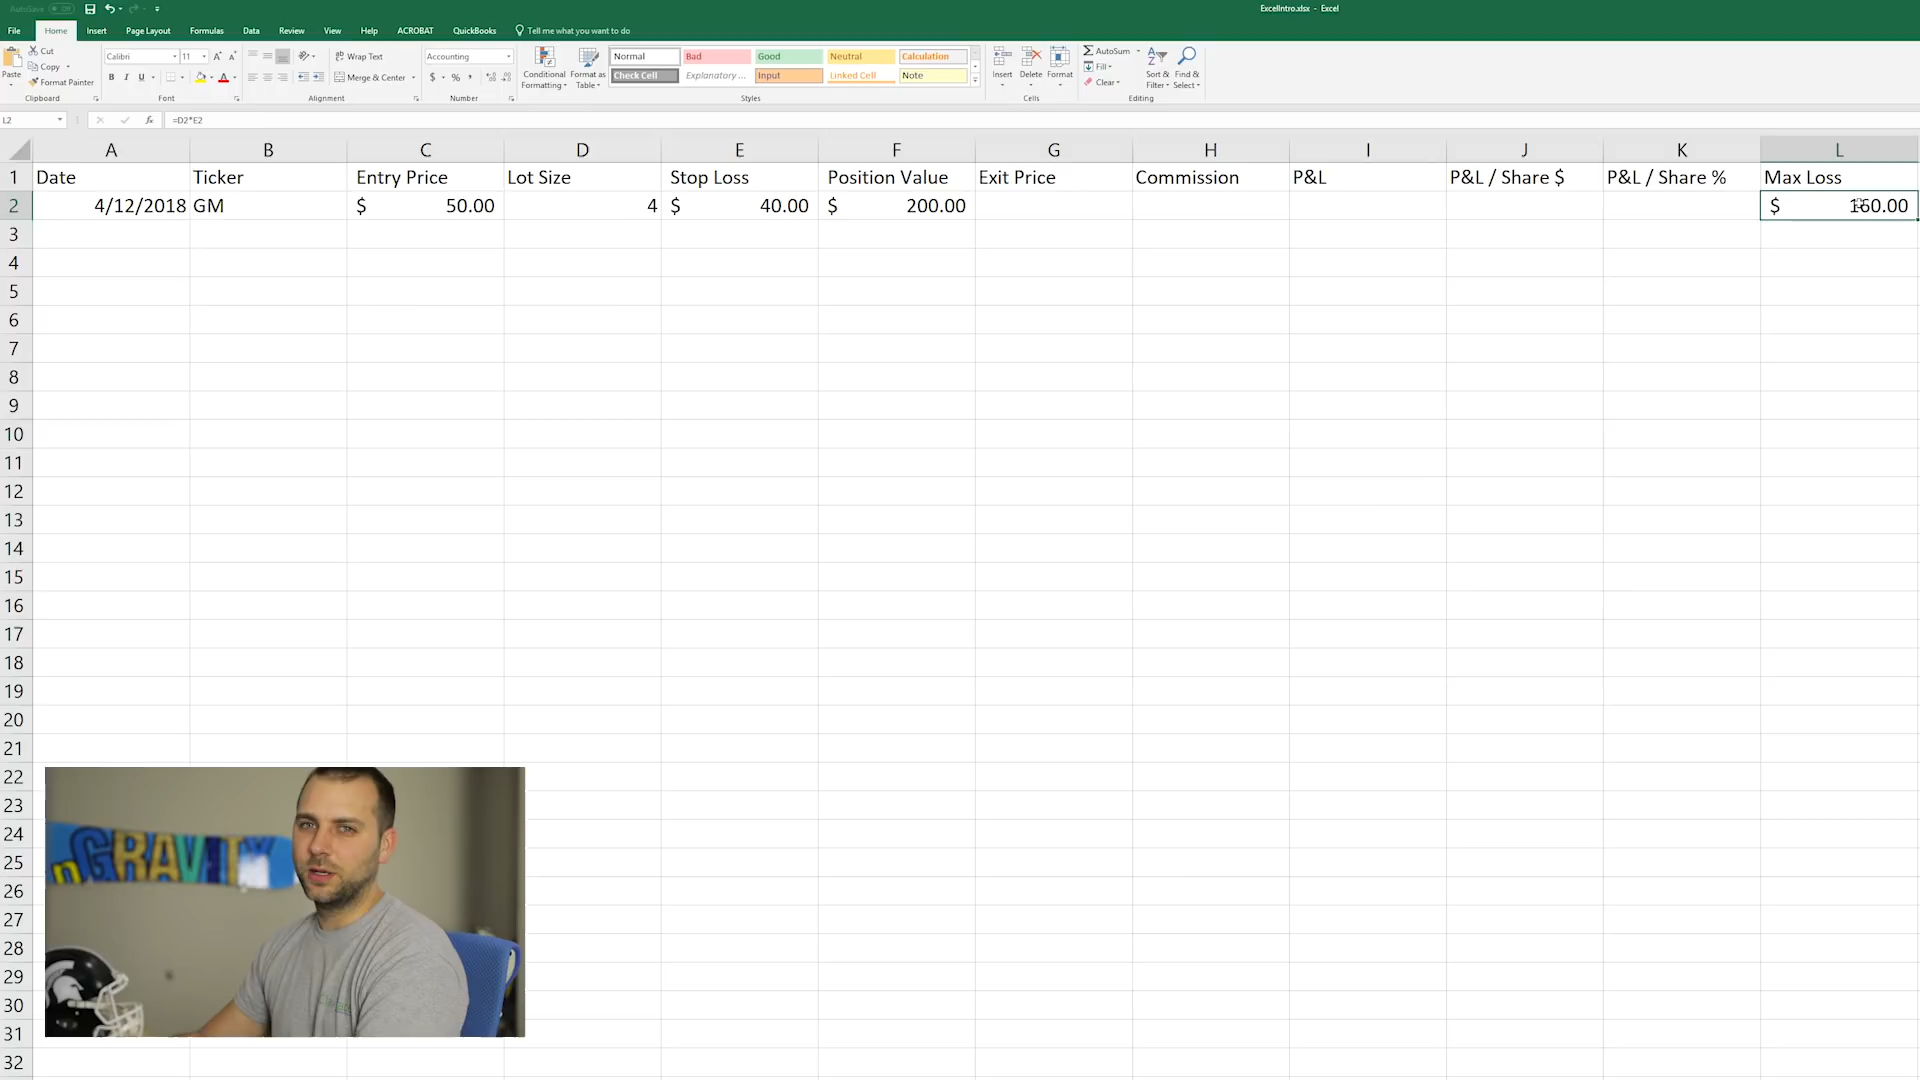 AutoSave Off
ExcelIntro.xlsx - Excel
File Home Insert Page Layout Formulas Data Review View Help ACROBAT QuickBooks Tell me what you want to do
Paste Cut Copy Format Painter
Calibri 11
Wrap Text
Merge & Center
Accounting
Conditional Formatting
Format as Table
Normal Bad Good Neutral Calculation
Check Cell Explanatory ... Input Linked Cell Note
Insert Delete Format
AutoSum
Fill
Clear
Sort & Filter
Find & Select
Clipboard Font Alignment Number Styles Cells Editing
L2 fx =D2*E2
A B C D E F G H I J K L
1 Date Ticker Entry Price Lot Size Stop Loss Position Value Exit Price Commission P&L P&L / Share $ P&L / Share % Max Loss
2 4/12/2018 GM $ 50.00 4 $ 40.00 $ 200.00 $ 160.00
3
4
5
6
7
8
9
10
11
12
13
14
15
16
17
18
19
20
21
22
23
24
25
26
27
28
29
30
31
32
nGRAVITY